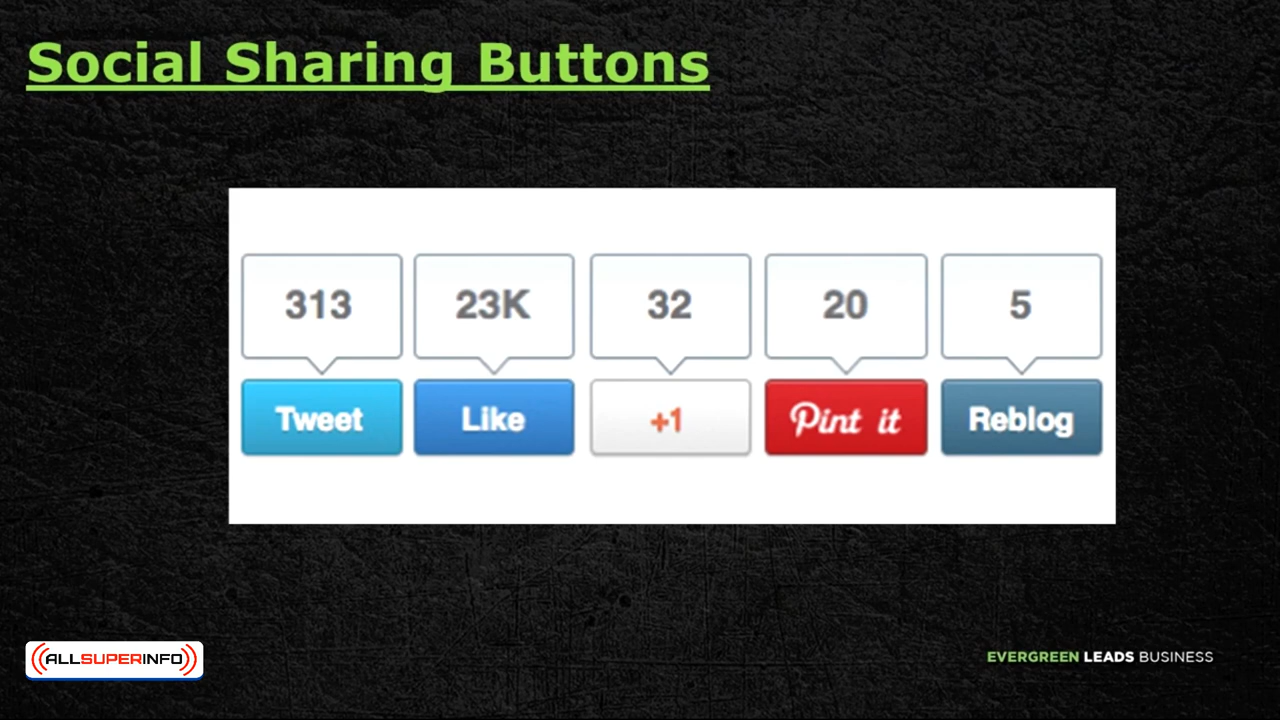 Social Sharing Buttons
313 23K 32 20 5
Tweet Like +1 Pint it Reblog
ALLSUPERINFO
EVERGREEN LEADS BUSINESS